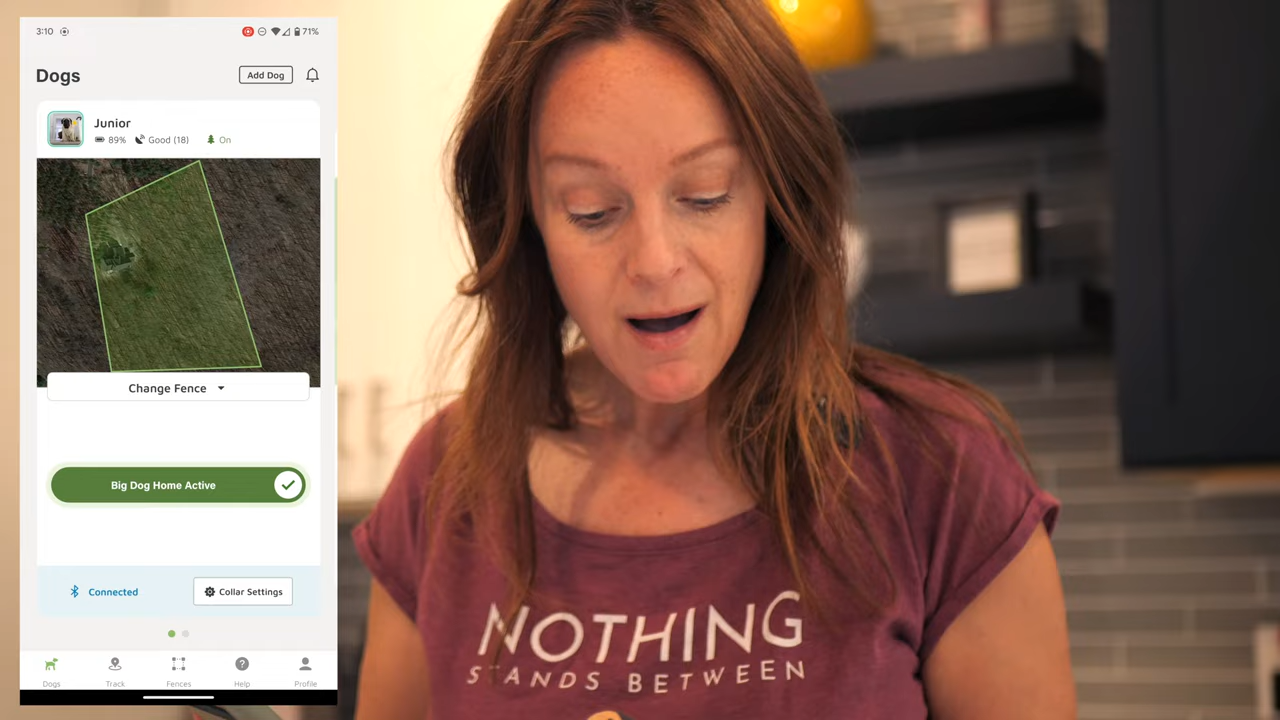 3:10
71%
Dogs
Add Dog
Junior
89%
Good (18)
On
Change Fence
Big Dog Home Active
Connected
Collar Settings
Dogs
Track
Fences
Help
Profile
NOTHING
STANDS BETWEEN